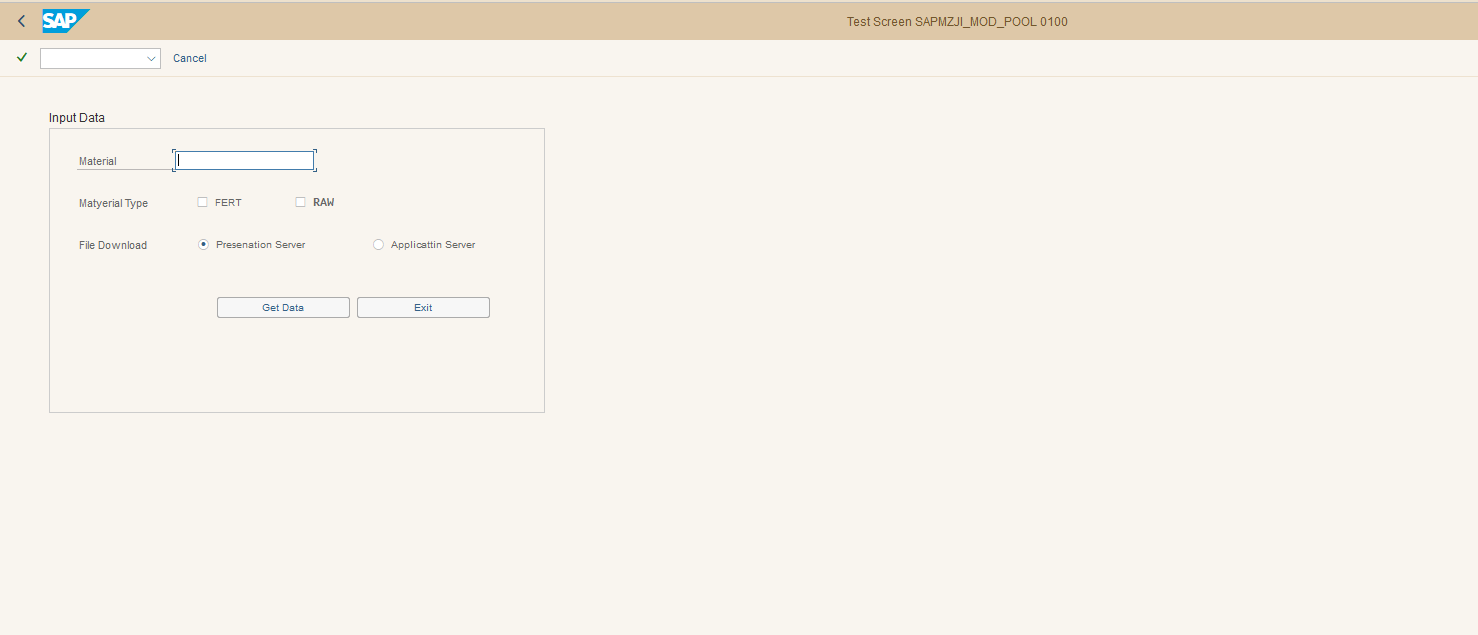 SAP Test Screen SAPMZJI_MOD_POOL 0100
Cancel
Input Data
Material
Matyerial Type FERT RAW
File Download Presenation Server Applicattin Server
Get Data Exit